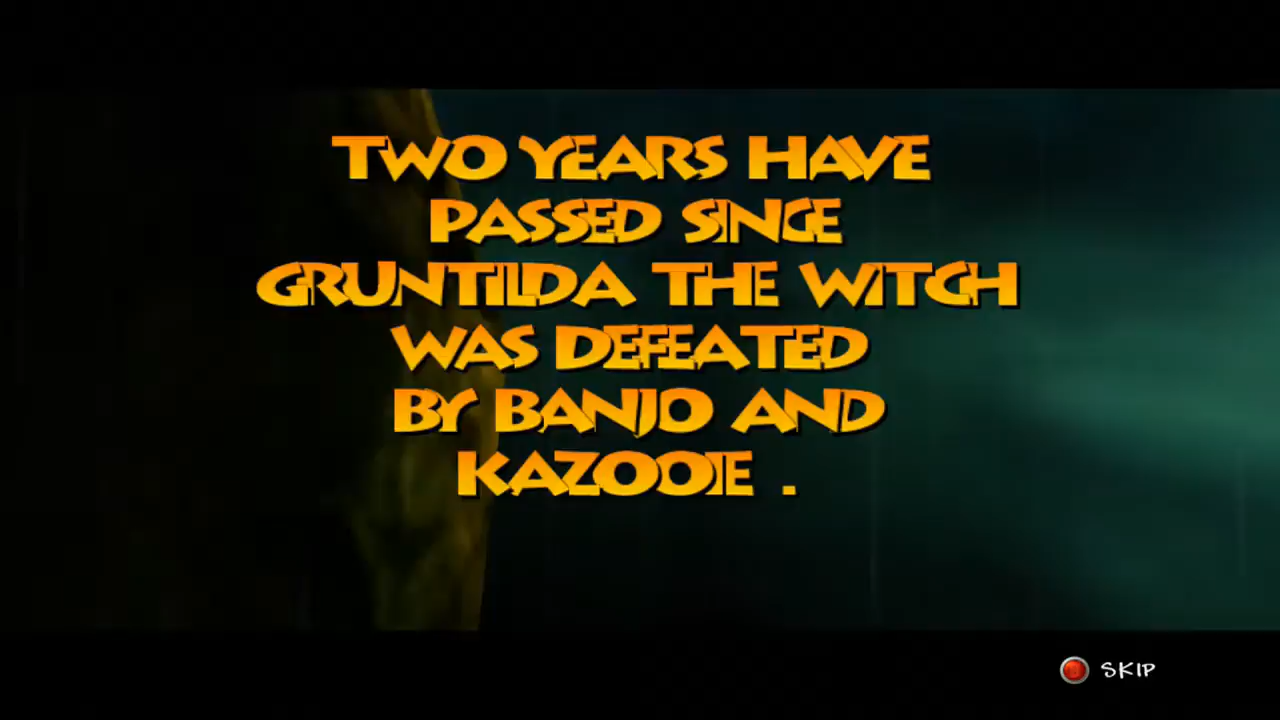 TWO YEARS HAVE
PASSED SINCE
GRUNTILDA THE WITCH
WAS DEFEATED
BY BANJO AND
KAZOOIE .
SKIP